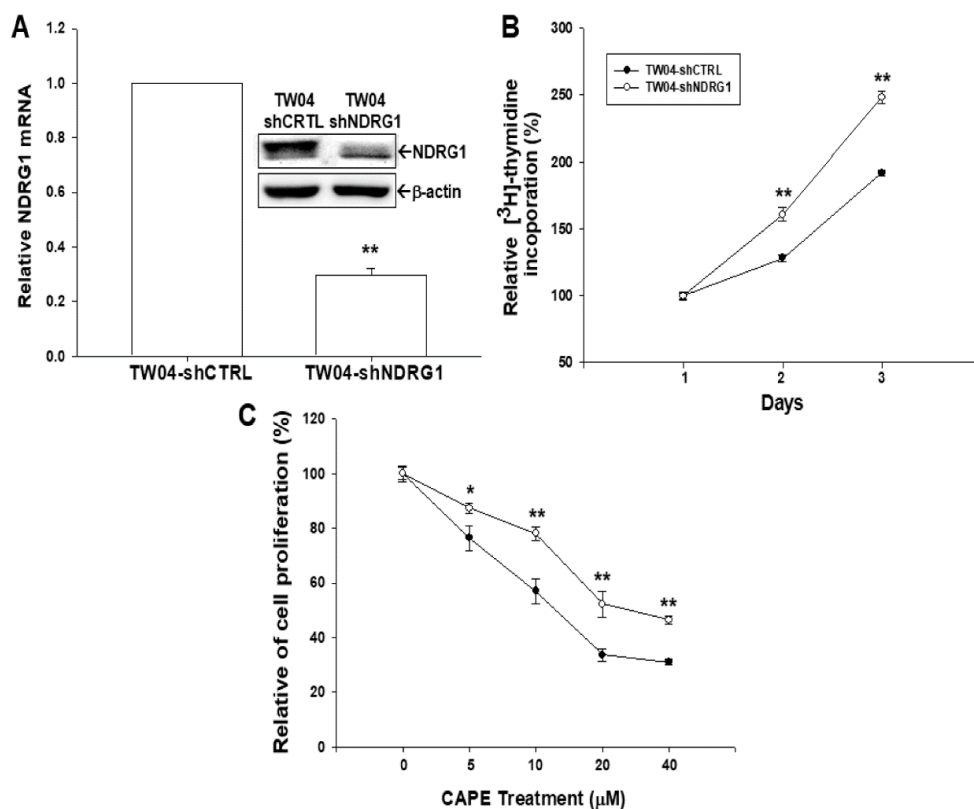 A
Relative NDRG1 mRNA
1.2
1.0
0.8
0.6
0.4
0.2
0.0
TW04 TW04
shCRTL shNDRG1
←NDRG1
←β-actin
**
TW04-shCTRL TW04-shNDRG1
B
Relative [³H]-thymidine
incoporation (%)
300
250
200
150
100
50
TW04-shCTRL
TW04-shNDRG1
**
**
1 2 3
Days
C
Relative of cell proliferation (%)
120
100
80
60
40
20
0
*
**
**
**
0 5 10 20 40
CAPE Treatment (μM)